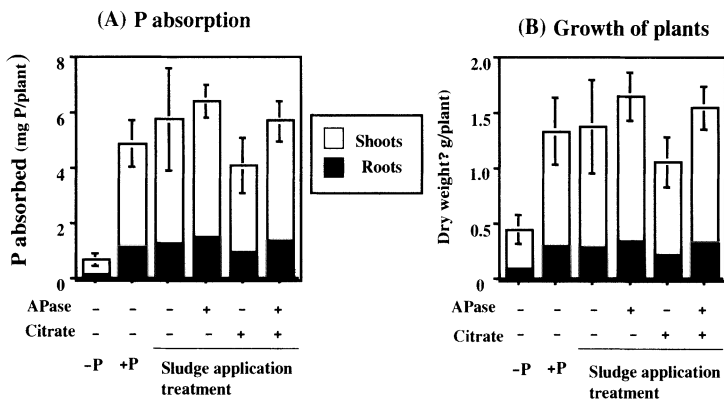 (A) P absorption
P absorbed (mg P/plant)
8
6
4
2
0
APase - - - + - +
Citrate - - - - + +
−P +P Sludge application
treatment
Shoots
Roots
(B) Growth of plants
Dry weight? g/plant)
2.0
1.5
1.0
0.5
0
APase - - - + - +
Citrate - - - - + +
−P +P Sludge application
treatment